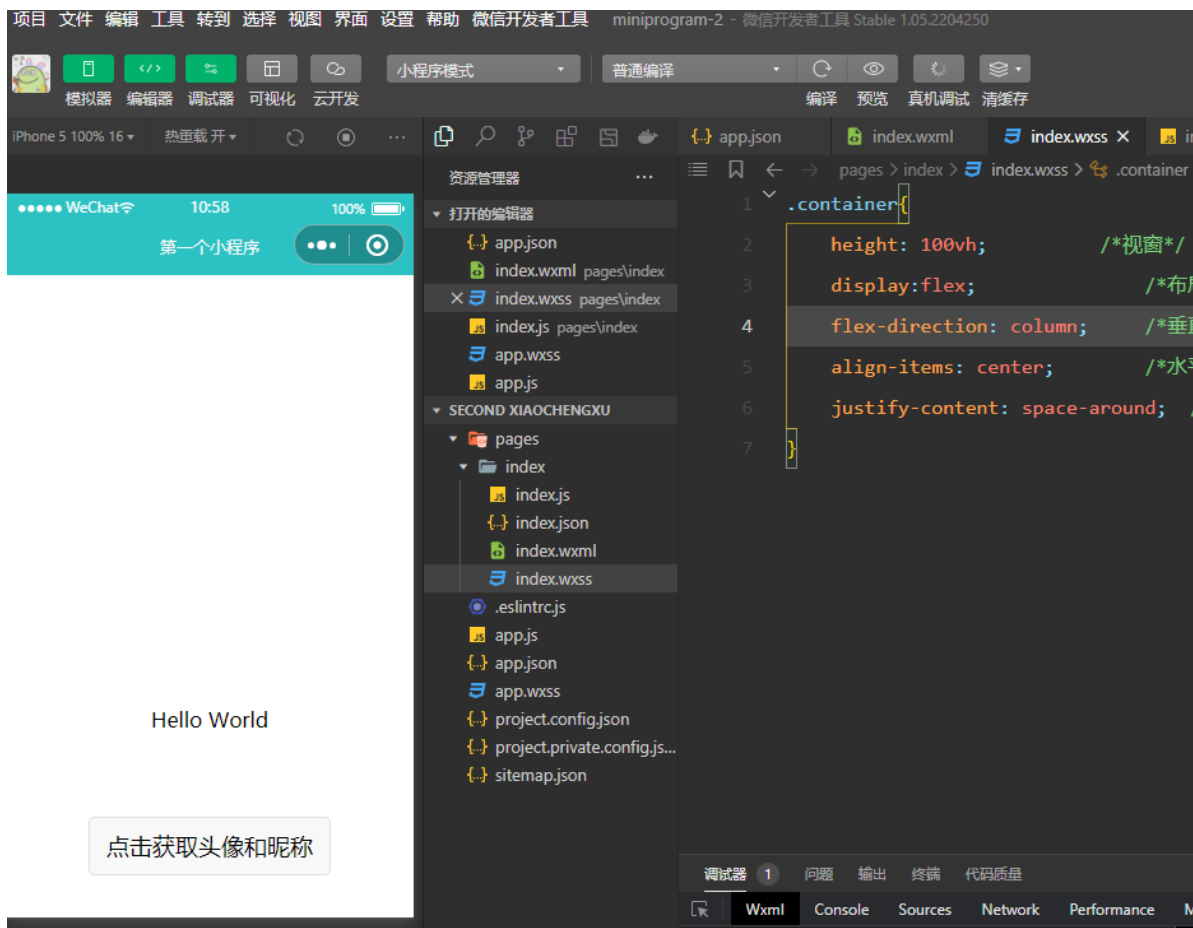 项目 文件 编辑 工具 转到 选择 视图 界面 设置 帮助 微信开发者工具 miniprogram-2 - 微信开发者工具 Stable 1.05.2204250
小程序模式 普通编译
模拟器 编辑器 调试器 可视化 云开发 编译 预览 真机调试 清缓存
iPhone 5 100% 16 热重载 开
WeChat 10:58 100%
第一个小程序
Hello World
点击获取头像和昵称
资源管理器
打开的编辑器
app.json
index.wxml pages\index
index.wxss pages\index
index.js pages\index
app.wxss
app.js
SECOND XIAOCHENGXU
pages
index
index.js
index.json
index.wxml
index.wxss
.eslintrc.js
app.js
app.json
app.wxss
project.config.json
project.private.config.js...
sitemap.json
app.json index.wxml index.wxss
pages > index > index.wxss > .container
1 .container{
2 height: 100vh; /*视窗*/
3 display:flex; /*布
4 flex-direction: column; /*垂
5 align-items: center; /*水
6 justify-content: space-around; /
7 }
调试器 1 问题 输出 终端 代码质量
Wxml Console Sources Network Performance